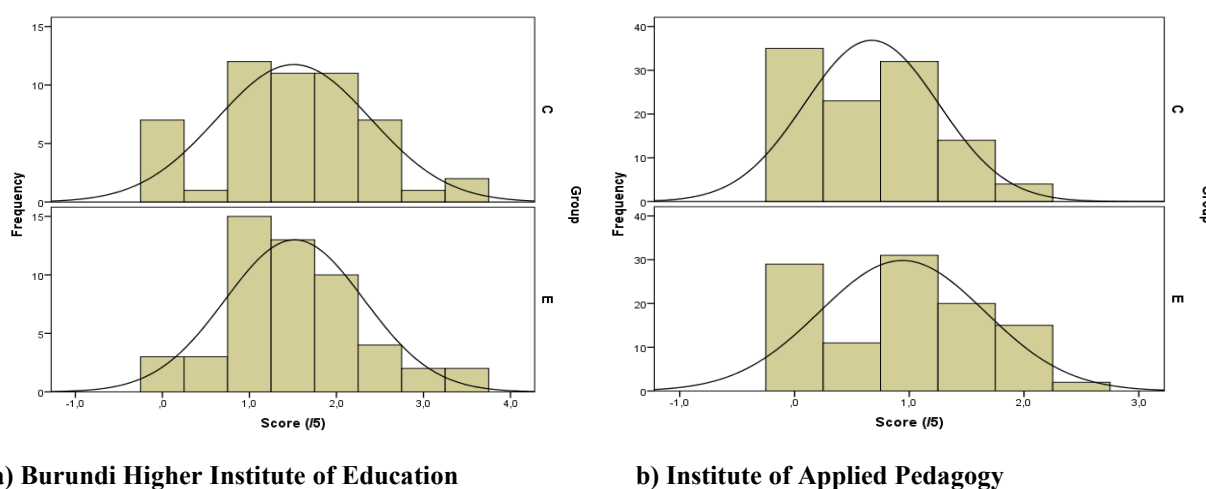 15
10
5
0
C
15
10
5
0
E
Frequency
Group
-1,0 ,0 1,0 2,0 3,0 4,0
Score (/5)
40
30
20
10
0
C
40
30
20
10
0
E
Frequency
Group
-1,0 ,0 1,0 2,0 3,0
Score (/5)
a) Burundi Higher Institute of Education
b) Institute of Applied Pedagogy